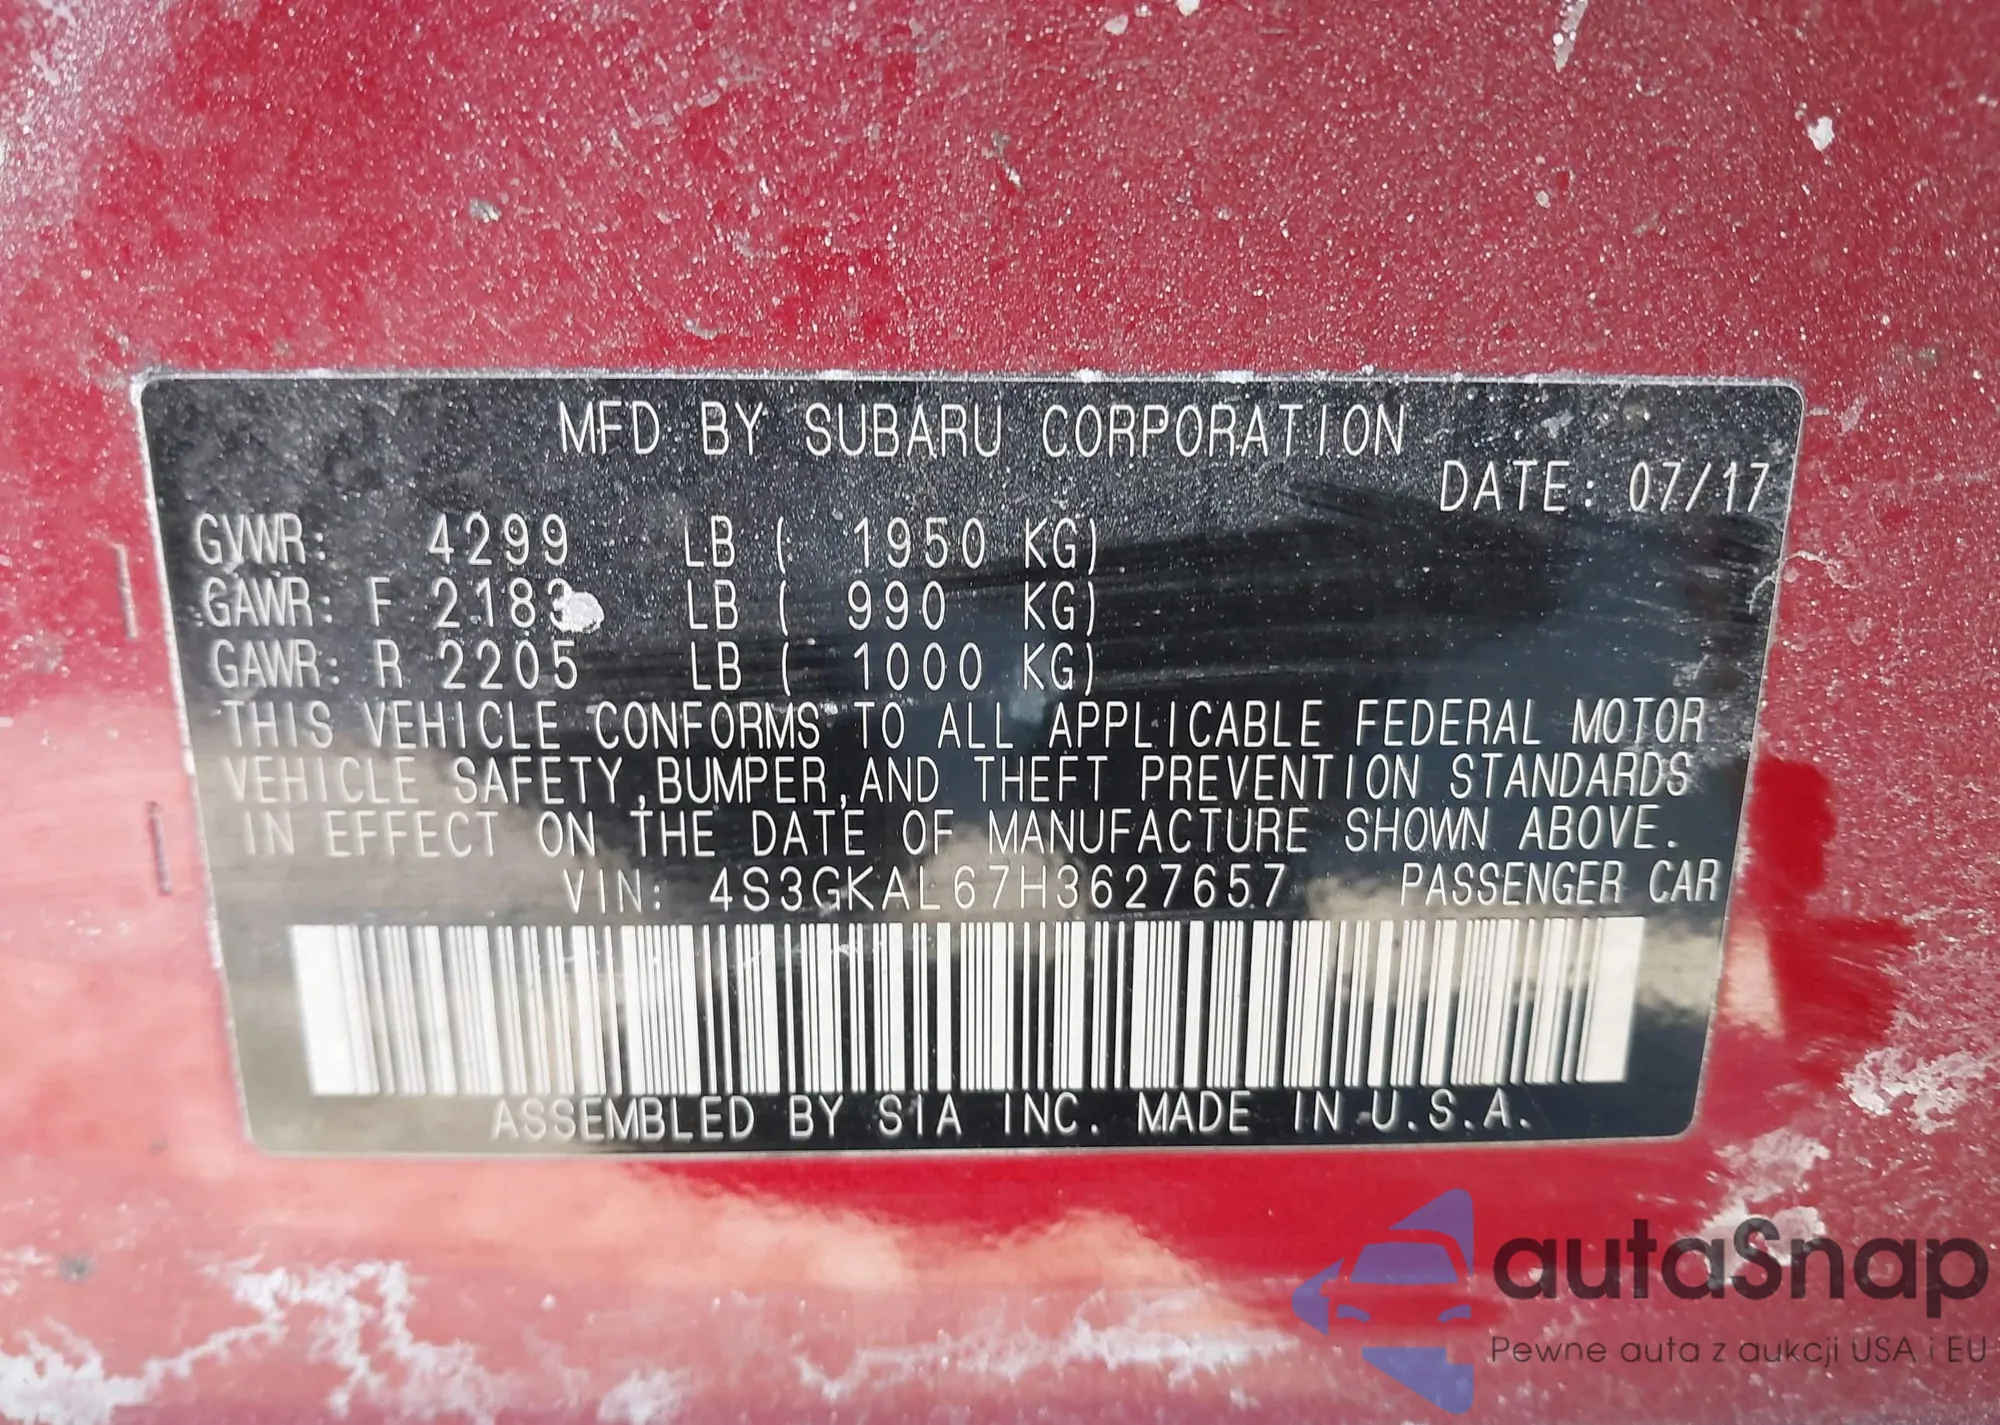 MFD BY SUBARU CORPORATION
DATE: 07/17
GVWR: 4299 LB ( 1950 KG)
GAWR: F 2183 LB ( 990 KG)
GAWR: R 2205 LB ( 1000 KG)
THIS VEHICLE CONFORMS TO ALL APPLICABLE FEDERAL MOTOR
VEHICLE SAFETY,BUMPER,AND THEFT PREVENTION STANDARDS
IN EFFECT ON THE DATE OF MANUFACTURE SHOWN ABOVE.
VIN: 4S3GKAL67H3627657 PASSENGER CAR
ASSEMBLED BY SIA INC. MADE IN U.S.A.
autaSnap
Pewne auta z aukcji USA i EU